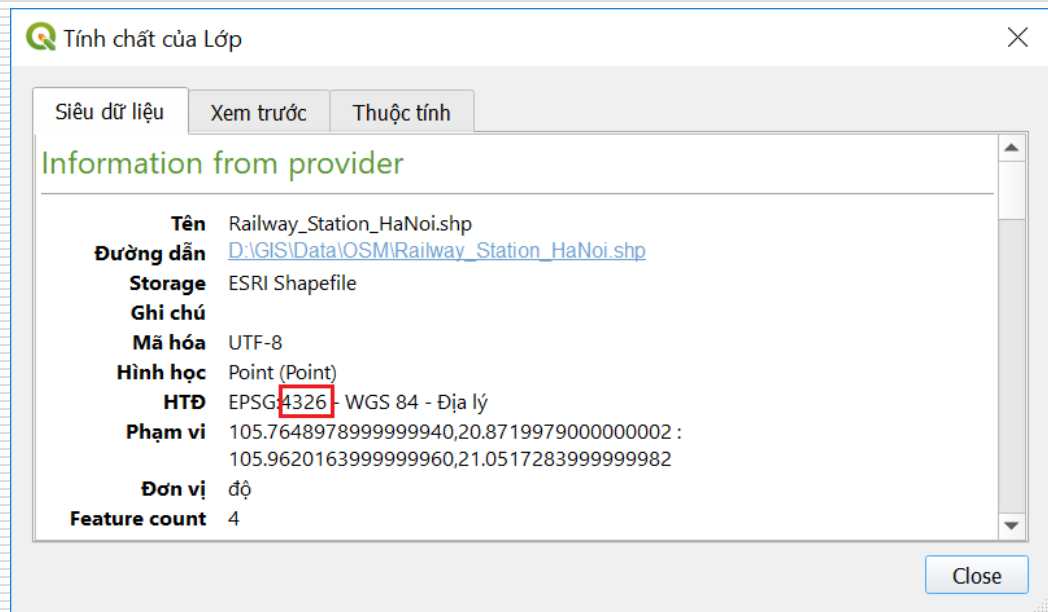 Tính chất của Lớp
Siêu dữ liệu Xem trước Thuộc tính
Information from provider
Tên Railway_Station_HaNoi.shp
Đường dẫn D:\GIS\Data\OSM\Railway_Station_HaNoi.shp
Storage ESRI Shapefile
Ghi chú
Mã hóa UTF-8
Hình học Point (Point)
HTĐ EPSG:4326 - WGS 84 - Địa lý
Phạm vi 105.7648978999999940,20.8719979000000002 :
105.9620163999999960,21.0517283999999982
Đơn vị độ
Feature count 4
Close